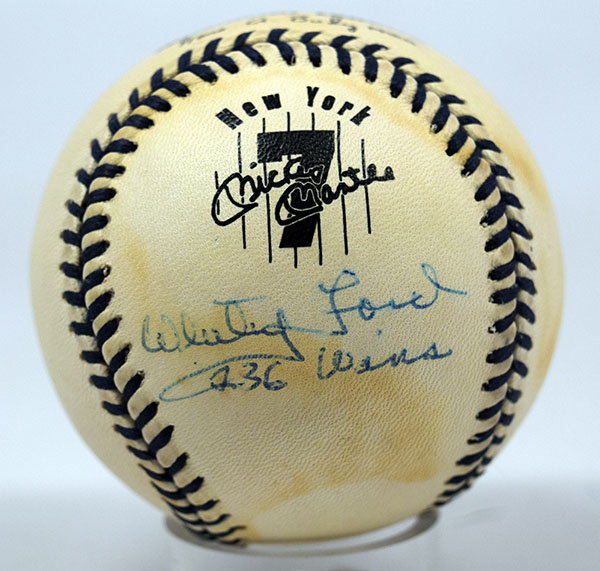 New York
7
Mickey Mantle
Whitey Ford
236 Wins